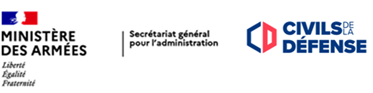 MINISTÈRE
DES ARMÉES
Liberté
Égalité
Fraternité
Secrétariat général
pour l'administration
CIVILS DE LA
DÉFENSE